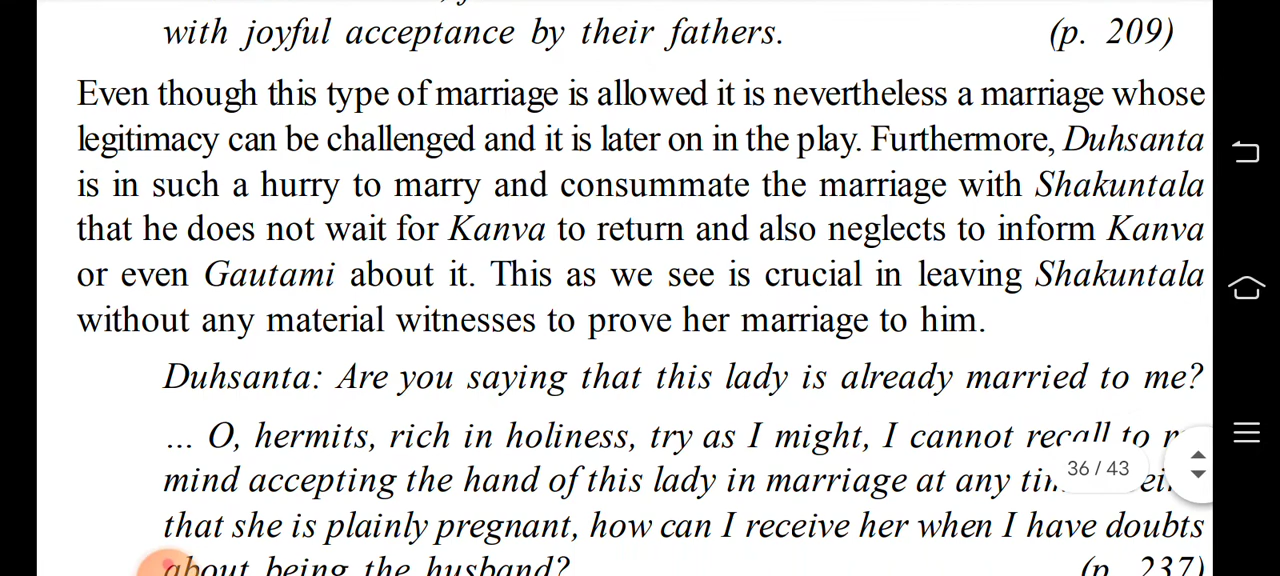 with joyful acceptance by their fathers. (p. 209)
Even though this type of marriage is allowed it is nevertheless a marriage whose
legitimacy can be challenged and it is later on in the play. Furthermore, Duhsanta
is in such a hurry to marry and consummate the marriage with Shakuntala
that he does not wait for Kanva to return and also neglects to inform Kanva
or even Gautami about it. This as we see is crucial in leaving Shakuntala
without any material witnesses to prove her marriage to him.
Duhsanta: Are you saying that this lady is already married to me?
... O, hermits, rich in holiness, try as I might, I cannot recall to
36 / 43
mind accepting the hand of this lady in marriage at any
that she is plainly pregnant, how can I receive her when I have doubts
about being the husband? (p. 237)